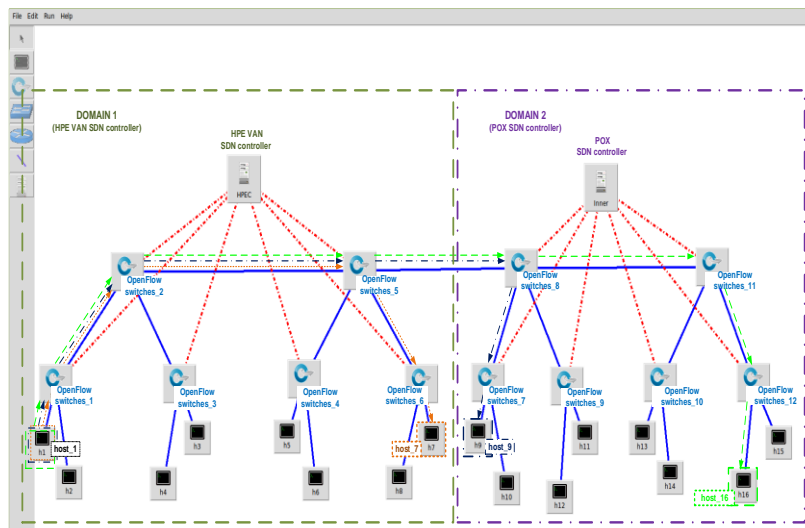 File Edit Run Help
DOMAIN 1
(HPE VAN SDN controller)
HPE VAN
SDN controller
HPEC
DOMAIN 2
(POX SDN controller)
POX
SDN controller
Inner
OpenFlow
switches_2
OpenFlow
switches_5
OpenFlow
switches_8
OpenFlow
switches_11
OpenFlow
switches_1
OpenFlow
switches_3
OpenFlow
switches_4
OpenFlow
switches_6
OpenFlow
switches_7
OpenFlow
switches_9
OpenFlow
switches_10
OpenFlow
switches_12
h1
host_1
h2
h3
h4
h5
h6
host_7
h7
h8
h9
host_9
h10
h11
h12
h13
h14
h15
host_16
h16